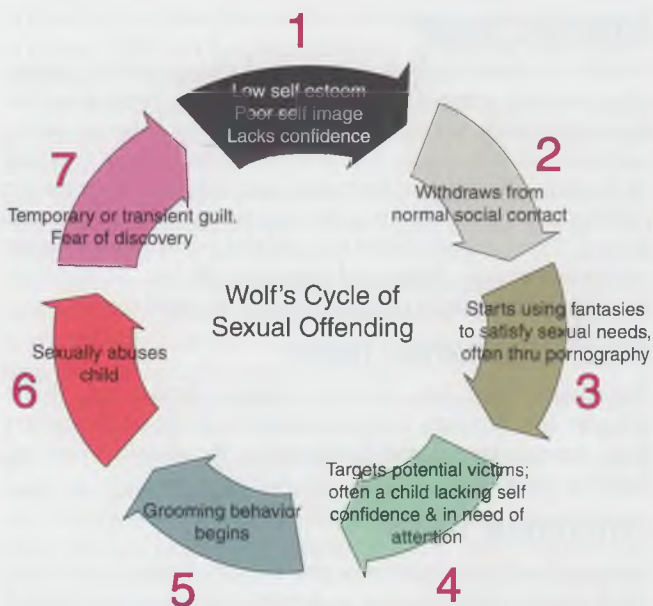 1
Low self esteem
Poor self image
Lacks confidence
2
Withdraws from
normal social contact
3
Starts using fantasies
to satisfy sexual needs,
often thru pornography
4
Targets potential victims;
often a child lacking self
confidence & in need of
attention
5
Grooming behavior
begins
6
Sexually abuses
child
7
Temporary or transient guilt.
Fear of discovery
Wolf's Cycle of
Sexual Offending